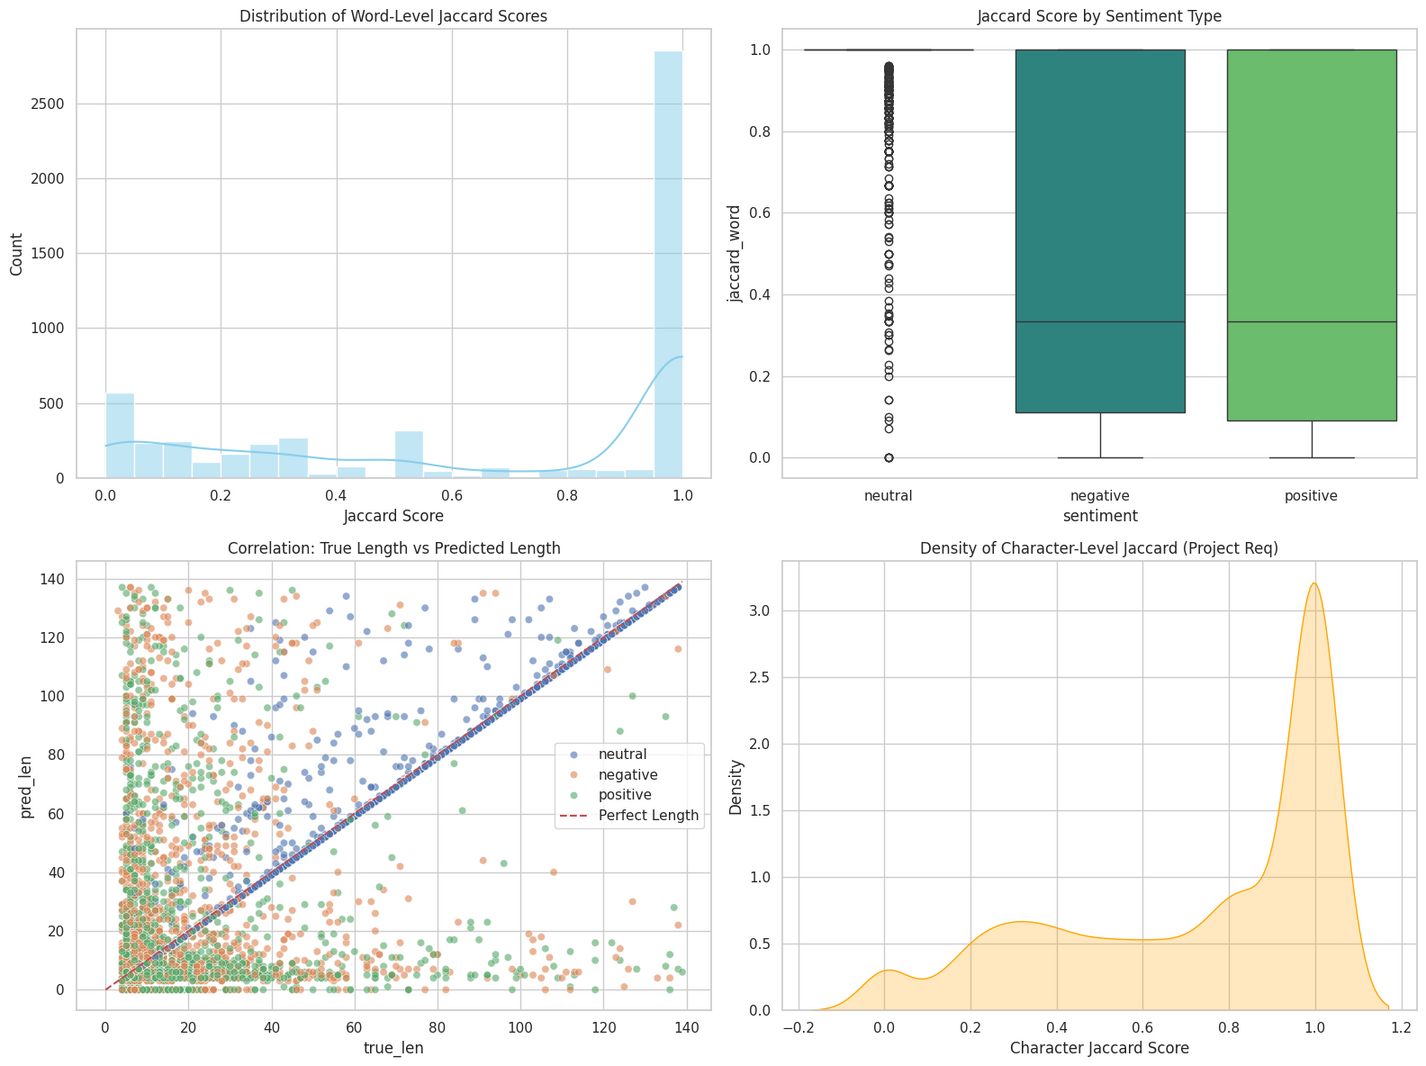 Distribution of Word-Level Jaccard Scores
Count
2500
2000
1500
1000
500
0
0.0 0.2 0.4 0.6 0.8 1.0
Jaccard Score
Jaccard Score by Sentiment Type
jaccard_word
1.0
0.8
0.6
0.4
0.2
0.0
neutral negative positive
sentiment
Correlation: True Length vs Predicted Length
pred_len
140
120
100
80
60
40
20
0
neutral
negative
positive
Perfect Length
0 20 40 60 80 100 120 140
true_len
Density of Character-Level Jaccard (Project Req)
Density
3.0
2.5
2.0
1.5
1.0
0.5
0.0
−0.2 0.0 0.2 0.4 0.6 0.8 1.0 1.2
Character Jaccard Score